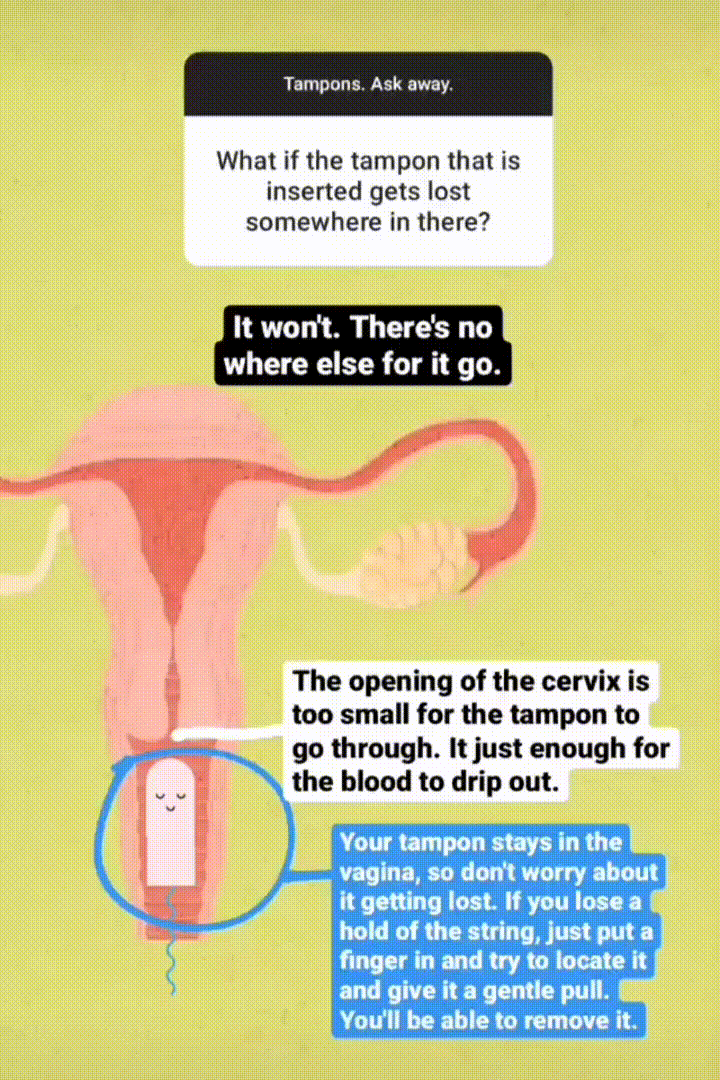 Tampons. Ask away.
What if the tampon that is
inserted gets lost
somewhere in there?
It won't. There's no
where else for it go.
The opening of the cervix is
too small for the tampon to
go through. It just enough for
the blood to drip out.
Your tampon stays in the
vagina, so don't worry about
it getting lost. If you lose a
hold of the string, just put a
finger in and try to locate it
and give it a gentle pull.
You'll be able to remove it.